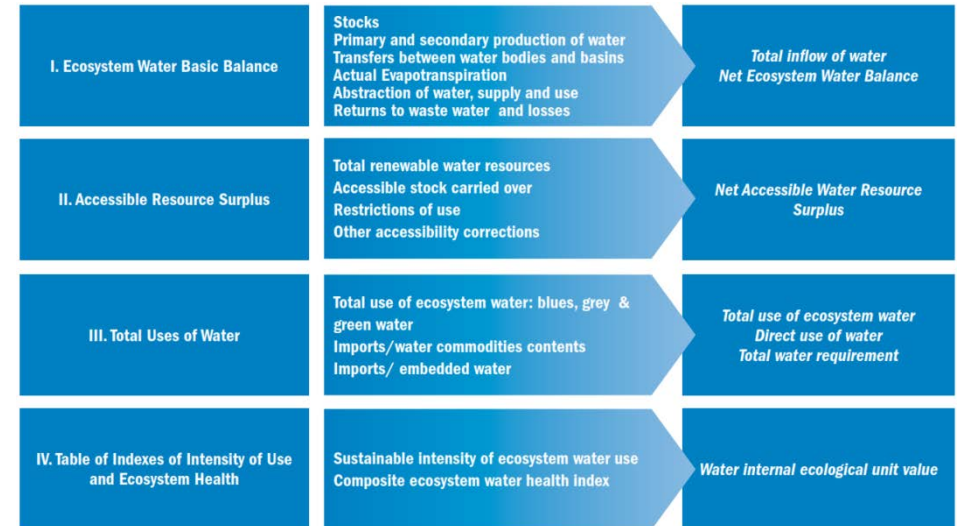 I. Ecosystem Water Basic Balance
Stocks
Primary and secondary production of water
Transfers between water bodies and basins
Actual Evapotranspiration
Abstraction of water, supply and use
Returns to waste water and losses
Total inflow of water
Net Ecosystem Water Balance
II. Accessible Resource Surplus
Total renewable water resources
Accessible stock carried over
Restrictions of use
Other accessibility corrections
Net Accessible Water Resource
Surplus
III. Total Uses of Water
Total use of ecosystem water: blues, grey &
green water
Imports/water commodities contents
Imports/ embedded water
Total use of ecosystem water
Direct use of water
Total water requirement
IV. Table of Indexes of Intensity of Use
and Ecosystem Health
Sustainable intensity of ecosystem water use
Composite ecosystem water health index
Water internal ecological unit value